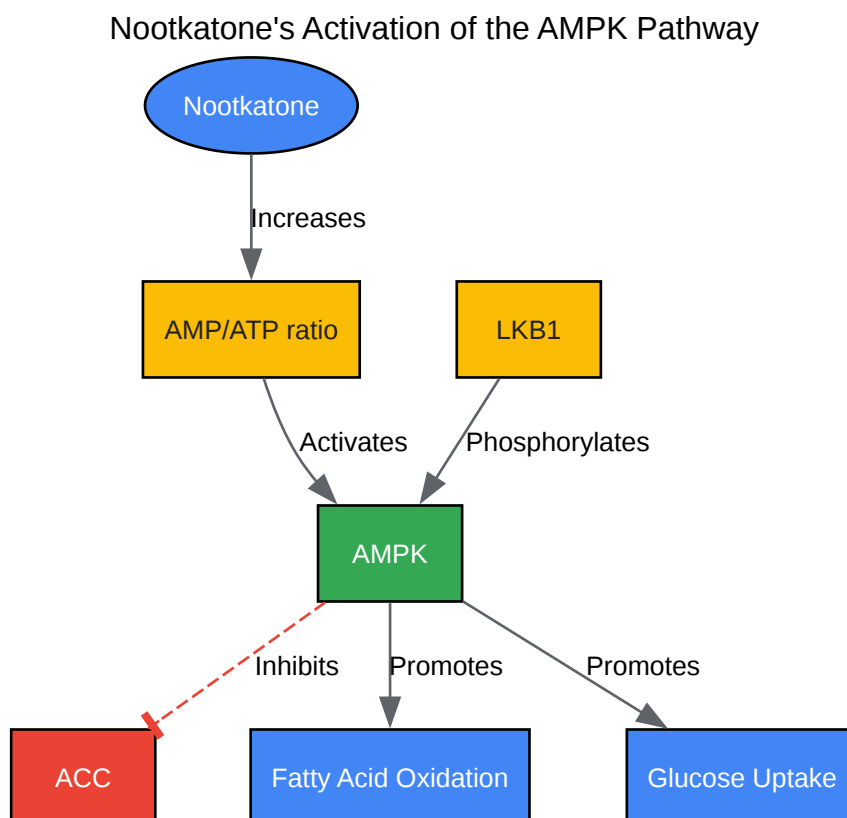 Nootkatone's Activation of the AMPK Pathway
Nootkatone
Increases
AMP/ATP ratio
LKB1
Activates
Phosphorylates
AMPK
Inhibits
Promotes
Promotes
ACC
Fatty Acid Oxidation
Glucose Uptake